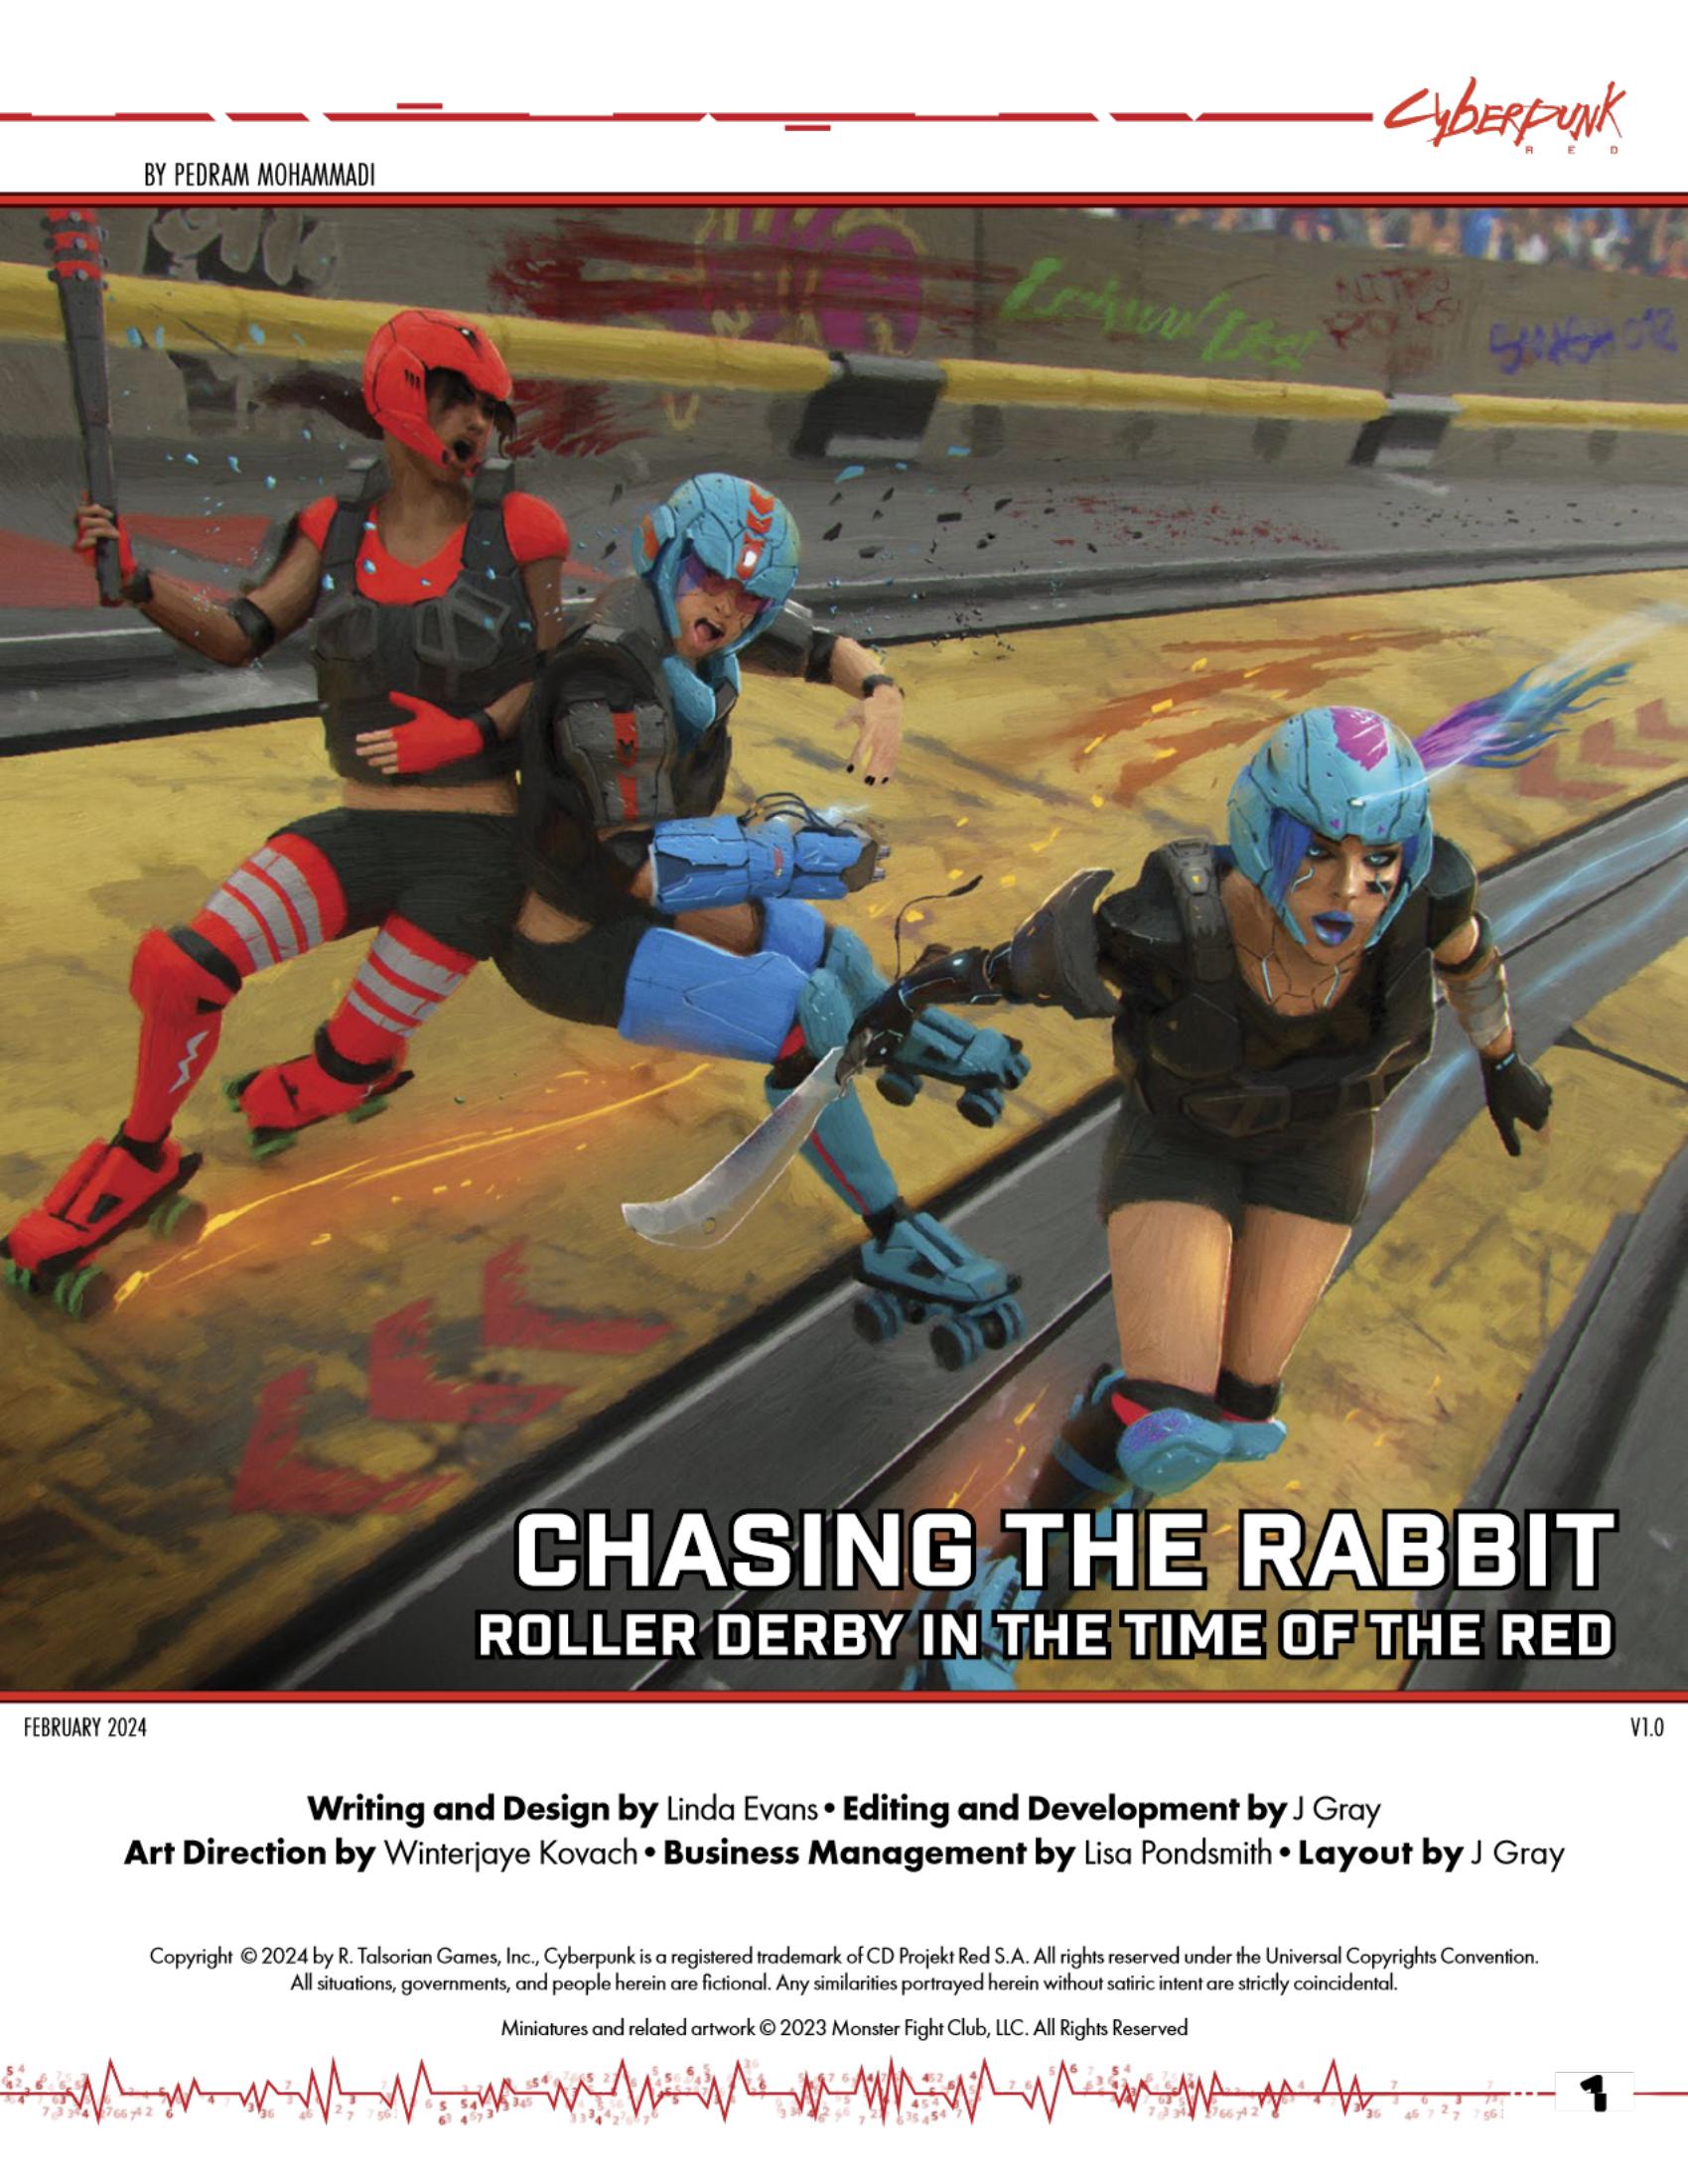 CYBERPUNK
RED
BY PEDRAM MOHAMMADI
CHASING THE RABBIT
ROLLER DERBY IN THE TIME OF THE RED
FEBRUARY 2024
V1.0
Writing and Design by Linda Evans • Editing and Development by J Gray
Art Direction by Winterjaye Kovach • Business Management by Lisa Pondsmith • Layout by J Gray
Copyright © 2024 by R. Talsorian Games, Inc., Cyberpunk is a registered trademark of CD Projekt Red S.A. All rights reserved under the Universal Copyrights Convention.
All situations, governments, and people herein are fictional. Any similarities portrayed herein without satiric intent are strictly coincidental.
Miniatures and related artwork © 2023 Monster Fight Club, LLC. All Rights Reserved
1